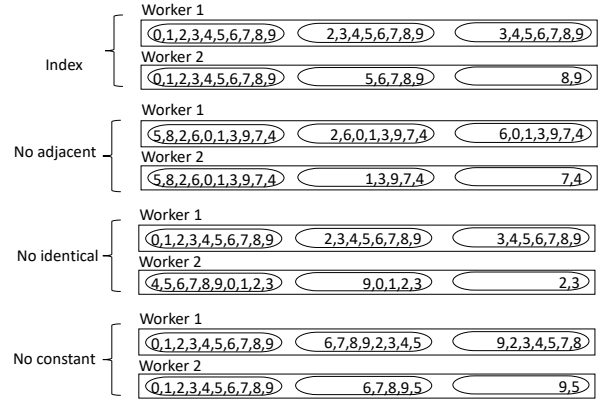 Index
Worker 1
0,1,2,3,4,5,6,7,8,9 2,3,4,5,6,7,8,9 3,4,5,6,7,8,9
Worker 2
0,1,2,3,4,5,6,7,8,9 5,6,7,8,9 8,9
No adjacent
Worker 1
5,8,2,6,0,1,3,9,7,4 2,6,0,1,3,9,7,4 6,0,1,3,9,7,4
Worker 2
5,8,2,6,0,1,3,9,7,4 1,3,9,7,4 7,4
No identical
Worker 1
0,1,2,3,4,5,6,7,8,9 2,3,4,5,6,7,8,9 3,4,5,6,7,8,9
Worker 2
4,5,6,7,8,9,0,1,2,3 9,0,1,2,3 2,3
No constant
Worker 1
0,1,2,3,4,5,6,7,8,9 6,7,8,9,2,3,4,5 9,2,3,4,5,7,8
Worker 2
0,1,2,3,4,5,6,7,8,9 6,7,8,9,5 9,5